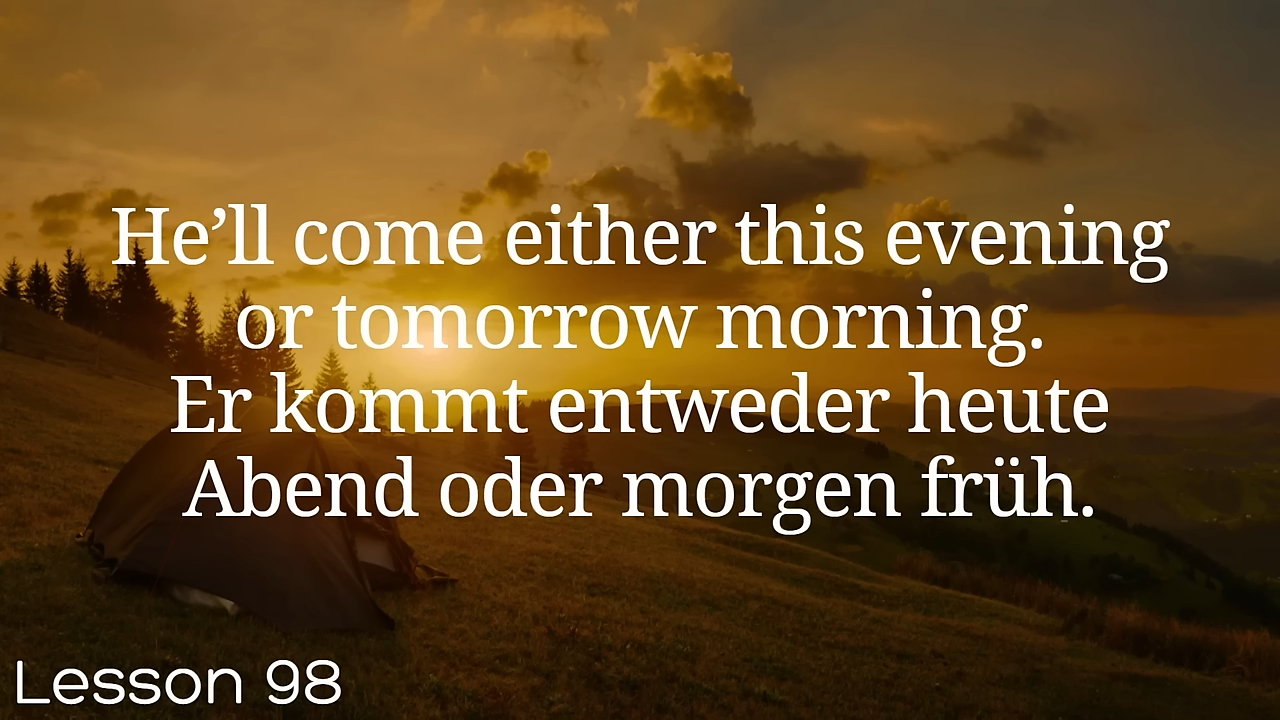 He’ll come either this evening
or tomorrow morning.
Er kommt entweder heute
Abend oder morgen früh.
Lesson 98